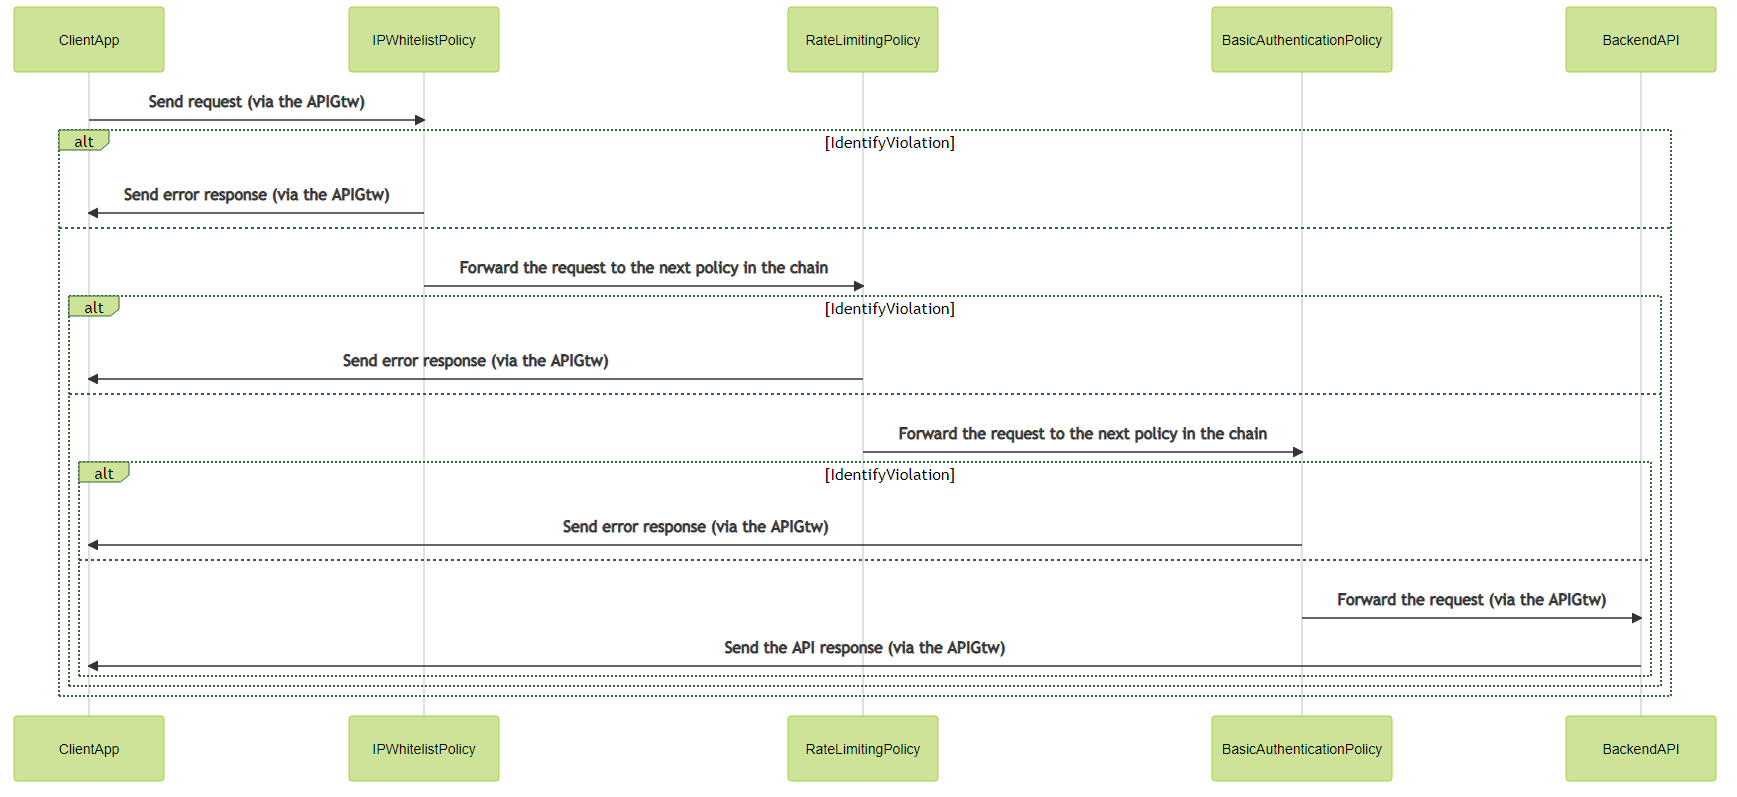 ClientApp
IPWhitelistPolicy
RateLimitingPolicy
BasicAuthenticationPolicy
BackendAPI
Send request (via the APIGtw)
alt
[IdentifyViolation]
Send error response (via the APIGtw)
Forward the request to the next policy in the chain
alt
[IdentifyViolation]
Send error response (via the APIGtw)
Forward the request to the next policy in the chain
alt
[IdentifyViolation]
Send error response (via the APIGtw)
Forward the request (via the APIGtw)
Send the API response (via the APIGtw)
ClientApp
IPWhitelistPolicy
RateLimitingPolicy
BasicAuthenticationPolicy
BackendAPI